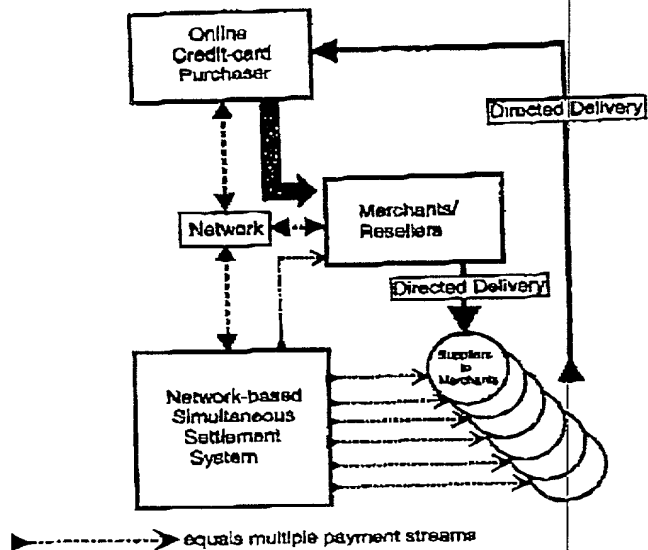 Online
Credit-card
Purchaser
Directed Delivery
Network
Merchants/
Resellers
Directed Delivery
Suppliers
to
Merchants
Network-based
Simultaneous
Settlement
System
equals multiple payment streams